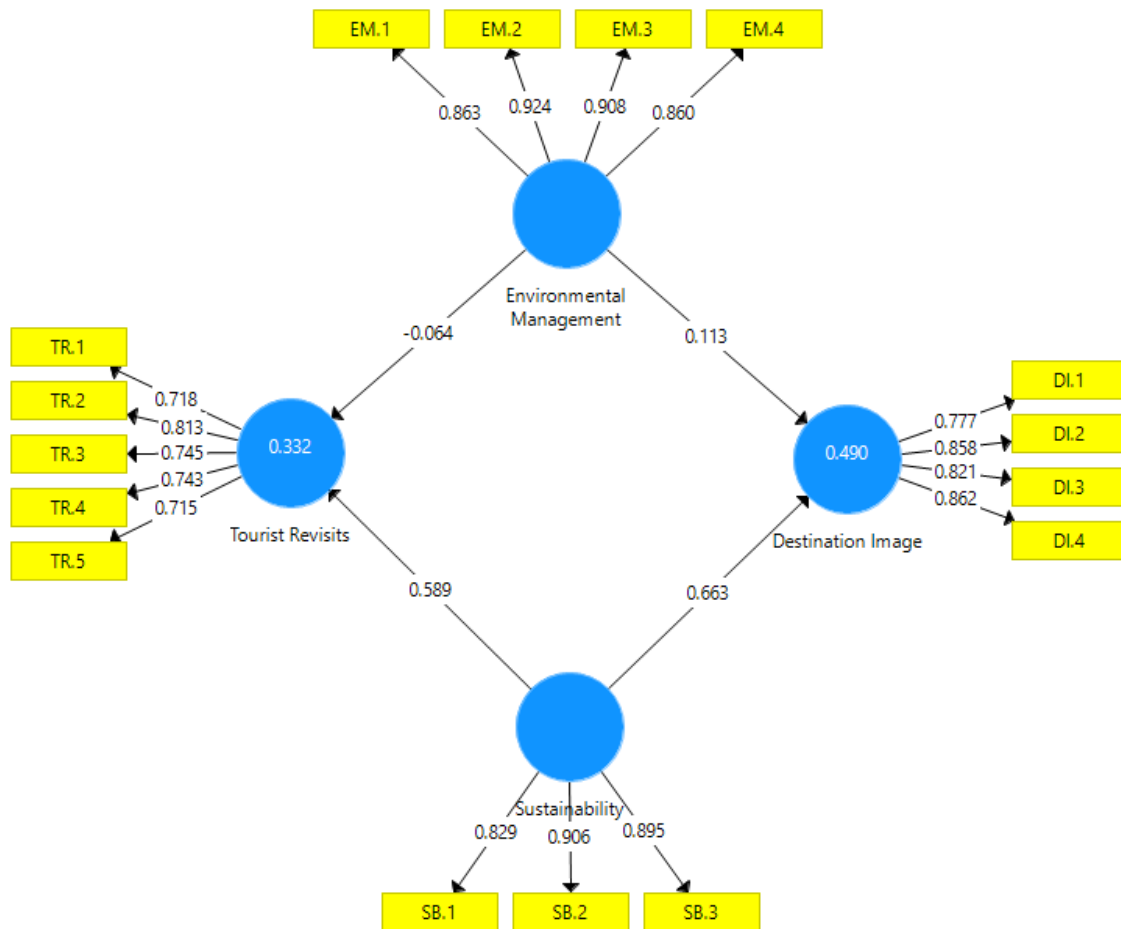 EM.1
EM.2
EM.3
EM.4
0.863
0.924
0.908
0.860
Environmental
Management
-0.064
0.113
TR.1
TR.2
TR.3
TR.4
TR.5
0.718
0.813
0.745
0.743
0.715
0.332
Tourist Revisits
0.490
Destination Image
0.777
0.858
0.821
0.862
DI.1
DI.2
DI.3
DI.4
0.589
0.663
Sustainability
0.829
0.906
0.895
SB.1
SB.2
SB.3